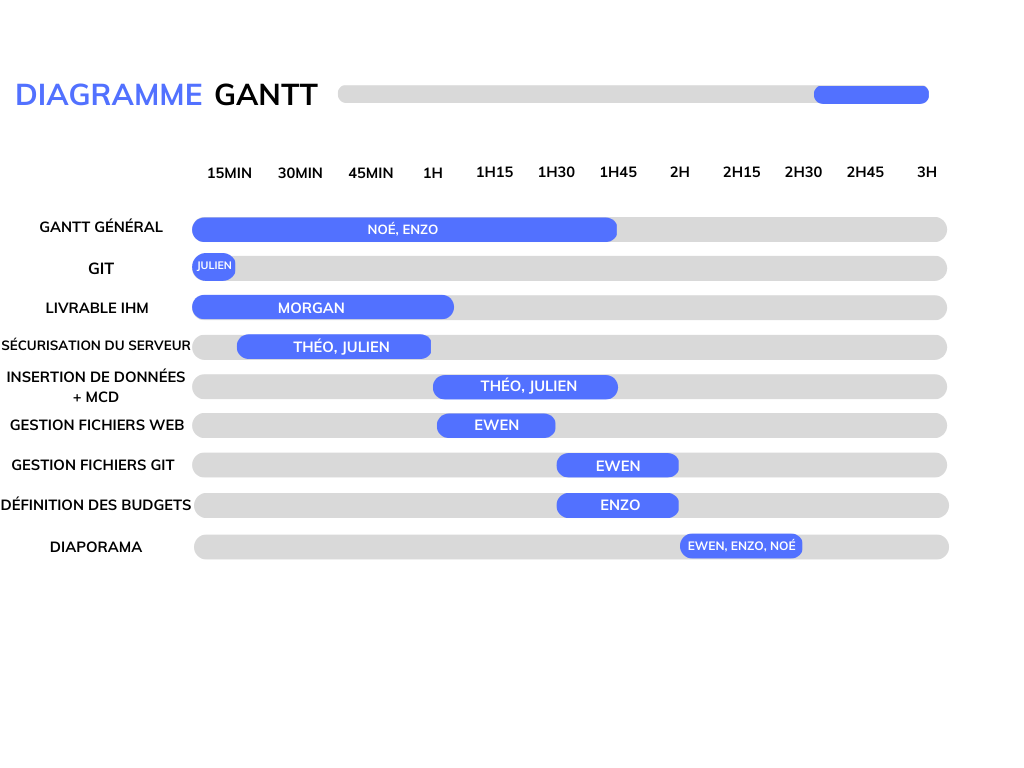 DIAGRAMME GANTT
15MIN 30MIN 45MIN 1H 1H15 1H30 1H45 2H 2H15 2H30 2H45 3H
GANTT GÉNÉRAL NOÉ, ENZO
GIT JULIEN
LIVRABLE IHM MORGAN
SÉCURISATION DU SERVEUR THÉO, JULIEN
INSERTION DE DONNÉES
+ MCD THÉO, JULIEN
GESTION FICHIERS WEB EWEN
GESTION FICHIERS GIT EWEN
DÉFINITION DES BUDGETS ENZO
DIAPORAMA EWEN, ENZO, NOÉ